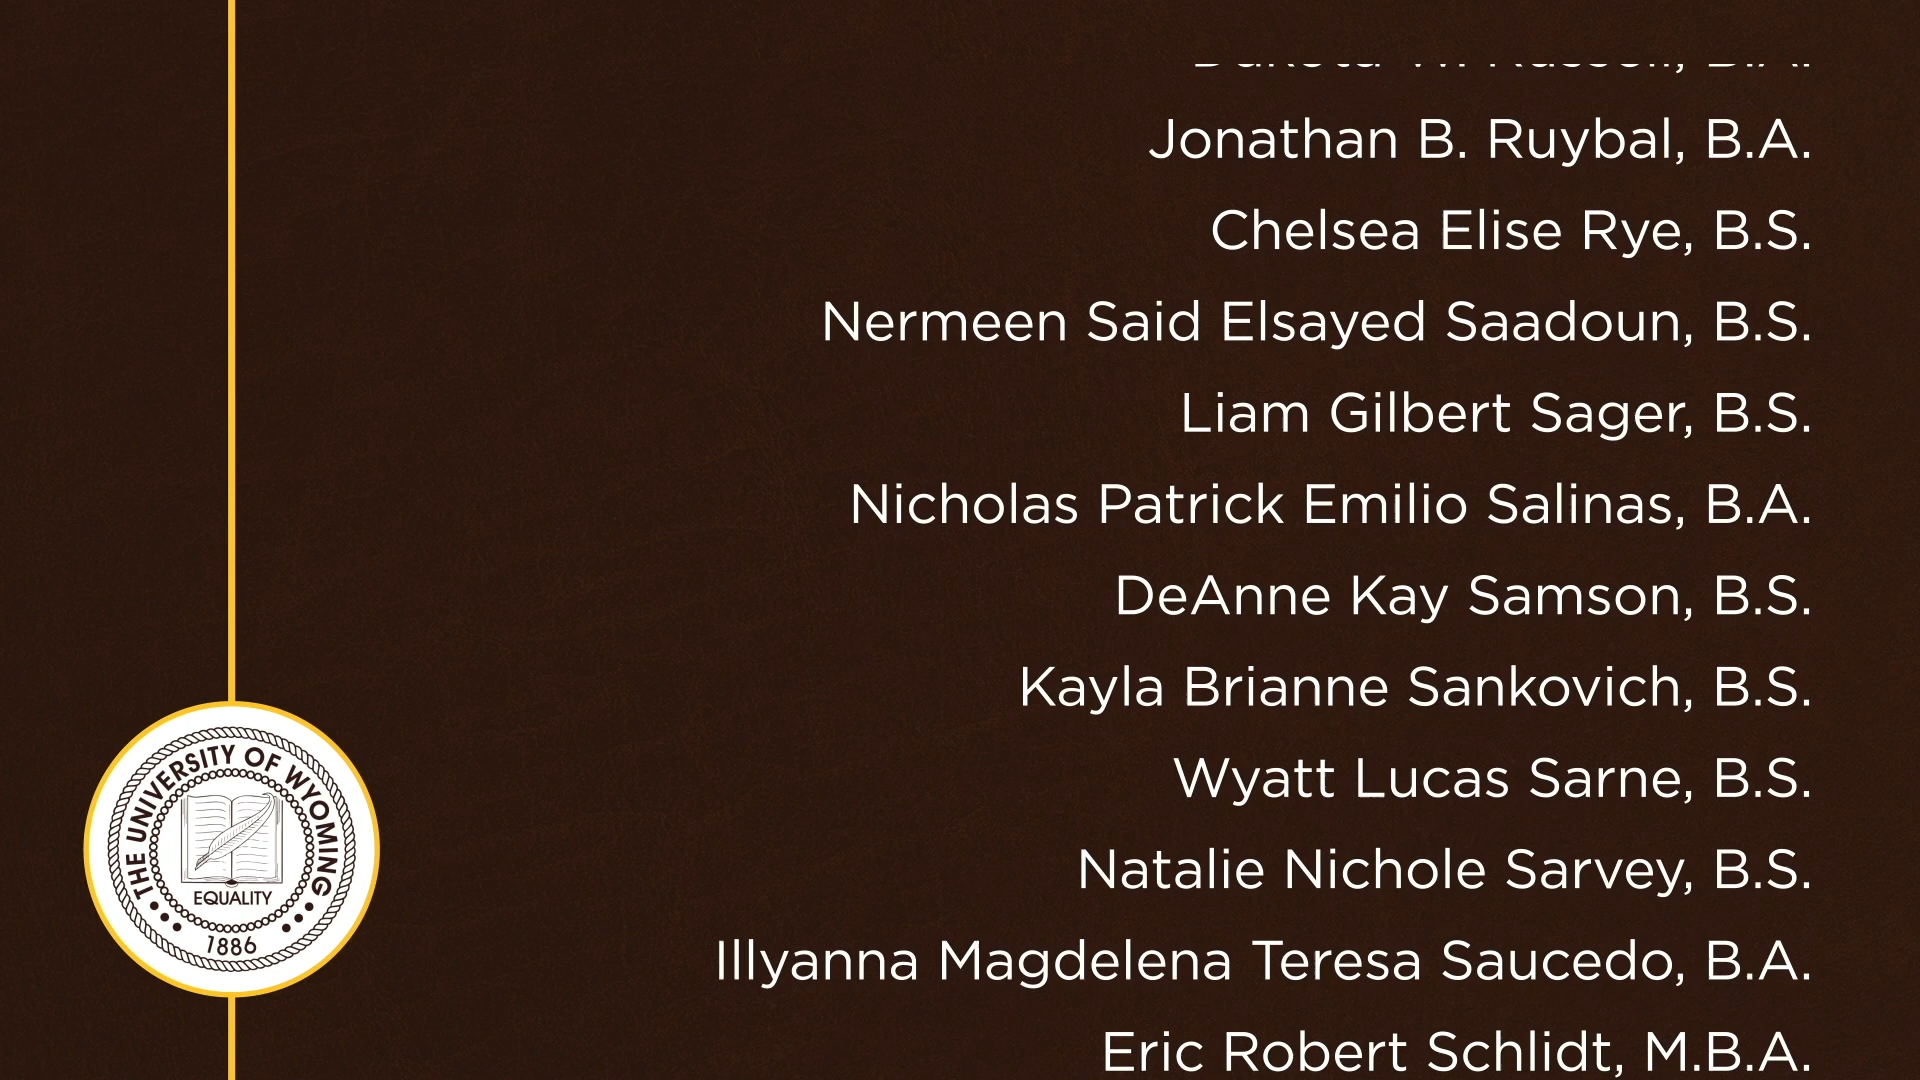 Jonathan B. Ruybal, B.A.
Chelsea Elise Rye, B.S.
Nermeen Said Elsayed Saadoun, B.S.
Liam Gilbert Sager, B.S.
Nicholas Patrick Emilio Salinas, B.A.
DeAnne Kay Samson, B.S.
Kayla Brianne Sankovich, B.S.
Wyatt Lucas Sarne, B.S.
Natalie Nichole Sarvey, B.S.
Illyanna Magdelena Teresa Saucedo, B.A.
Eric Robert Schlidt, M.B.A.
THE UNIVERSITY OF WYOMING
EQUALITY
1886